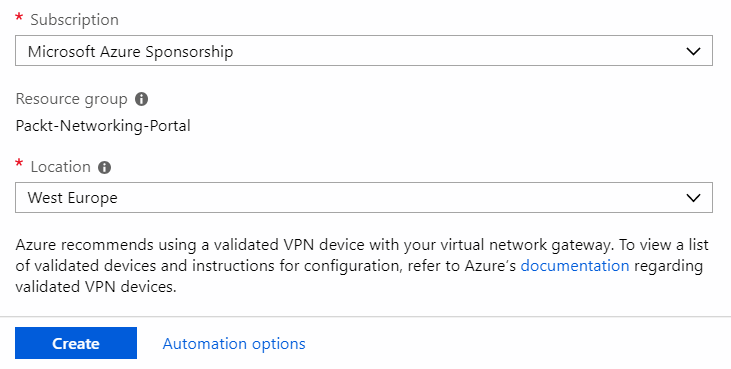 * Subscription
Microsoft Azure Sponsorship
Resource group
Packt-Networking-Portal
* Location
West Europe
Azure recommends using a validated VPN device with your virtual network gateway. To view a list
of validated devices and instructions for configuration, refer to Azure's documentation regarding
validated VPN devices.
Create Automation options